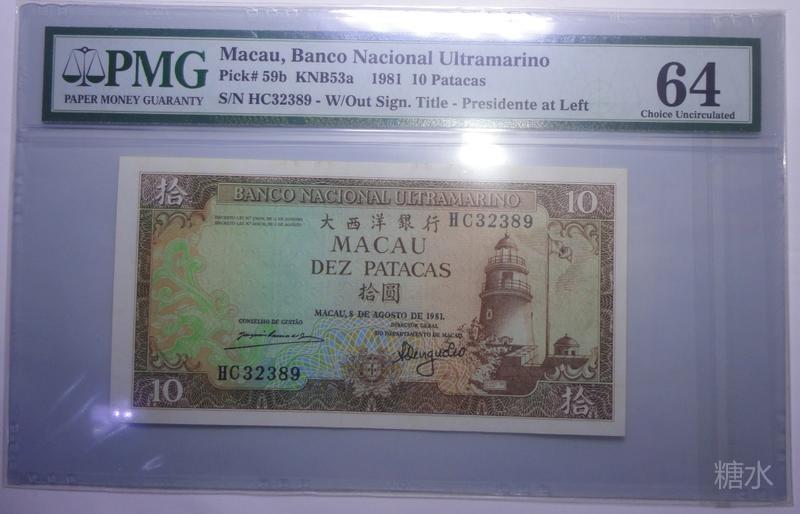 PMG
PAPER MONEY GUARANTY
Macau, Banco Nacional Ultramarino
Pick# 59b KNB53a 1981 10 Patacas
S/N HC32389 - W/Out Sign. Title - Presidente at Left
64
Choice Uncirculated
拾
BANCO NACIONAL ULTRAMARINO
10
大西洋銀行 HC32389
MACAU
DEZ PATACAS
拾圓
MACAU, 8 DE AGOSTO DE 1981.
CONSELHO DE GESTÃO
DIRECTOR GERAL
DO DEPARTAMENTO DE MACAU
HC32389
10
拾
糖水